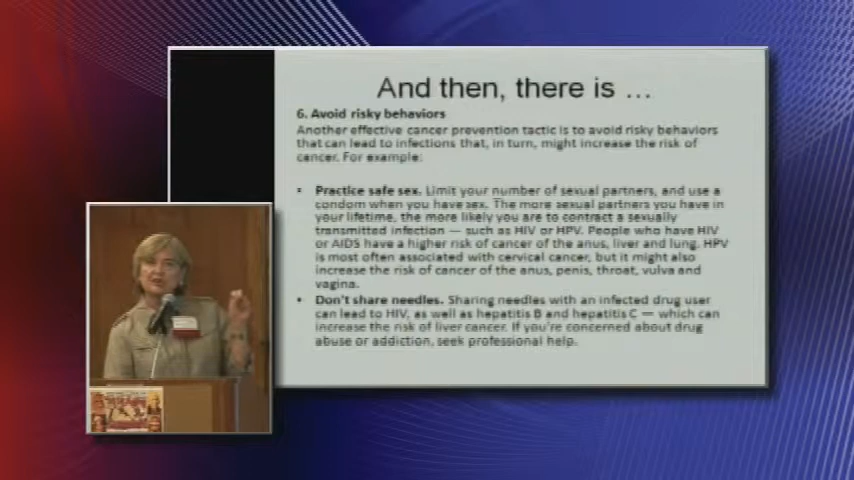 And then, there is ...
6. Avoid risky behaviors
Another effective cancer prevention tactic is to avoid risky behaviors
that can lead to infections that, in turn, might increase the risk of
cancer. For example:
• Practice safe sex. Limit your number of sexual partners, and use a
condom when you have sex. The more sexual partners you have in
your lifetime, the more likely you are to contract a sexually
transmitted infection — such as HIV or HPV. People who have HIV
or AIDS have a higher risk of cancer of the anus, liver and lung. HPV
is most often associated with cervical cancer, but it might also
increase the risk of cancer of the anus, penis, throat, vulva and
vagina.
• Don't share needles. Sharing needles with an infected drug user
can lead to HIV, as well as hepatitis B and hepatitis C — which can
increase the risk of liver cancer. If you're concerned about drug
abuse or addiction, seek professional help.